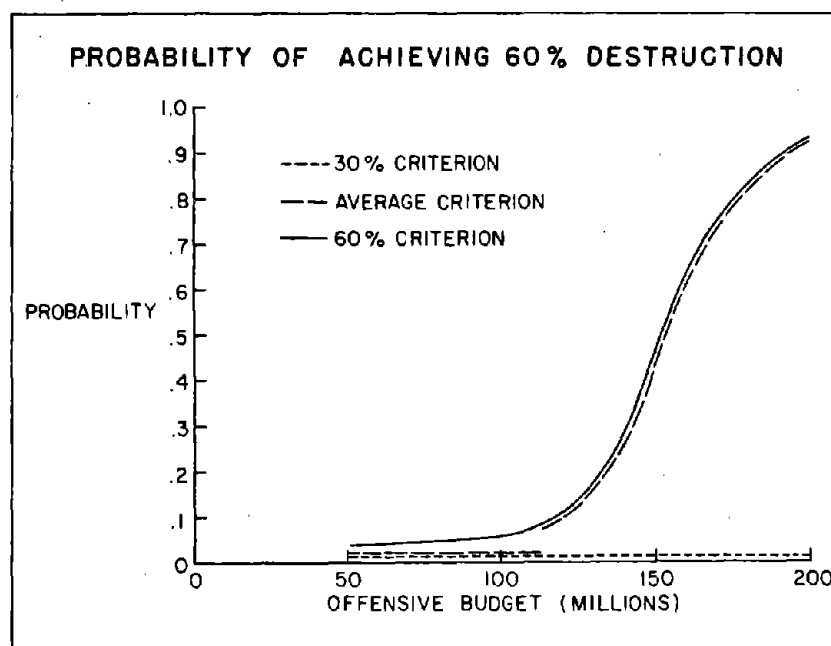 PROBABILITY OF ACHIEVING 60% DESTRUCTION
1.0
.9
.8
.7
.6
.5
.4
.3
.2
.1
0
---- 30% CRITERION
— — AVERAGE CRITERION
—— 60% CRITERION
PROBABILITY
0 50 100 150 200
OFFENSIVE BUDGET (MILLIONS)